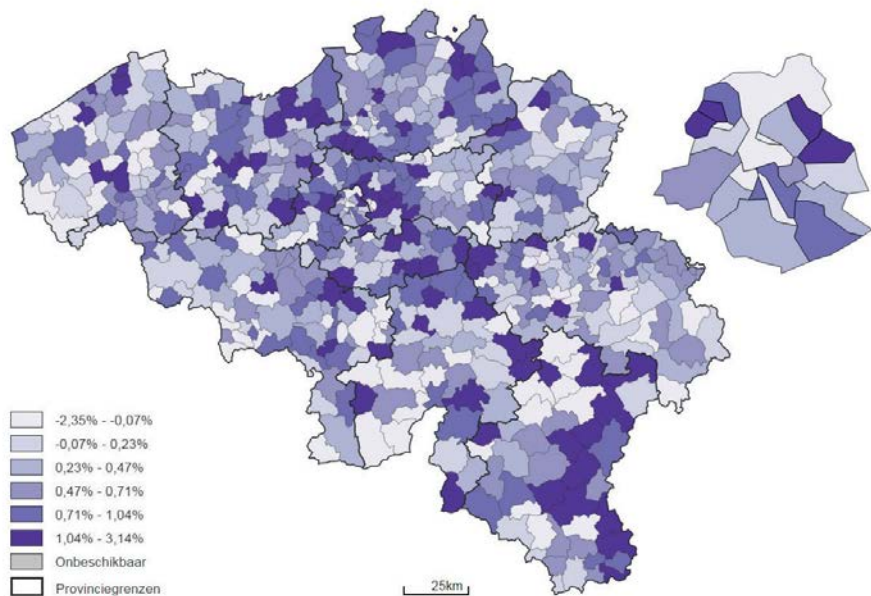 -2,35% - -0,07%
-0,07% - 0,23%
0,23% - 0,47%
0,47% - 0,71%
0,71% - 1,04%
1,04% - 3,14%
Onbeschikbaar
Provinciegrenzen
25km